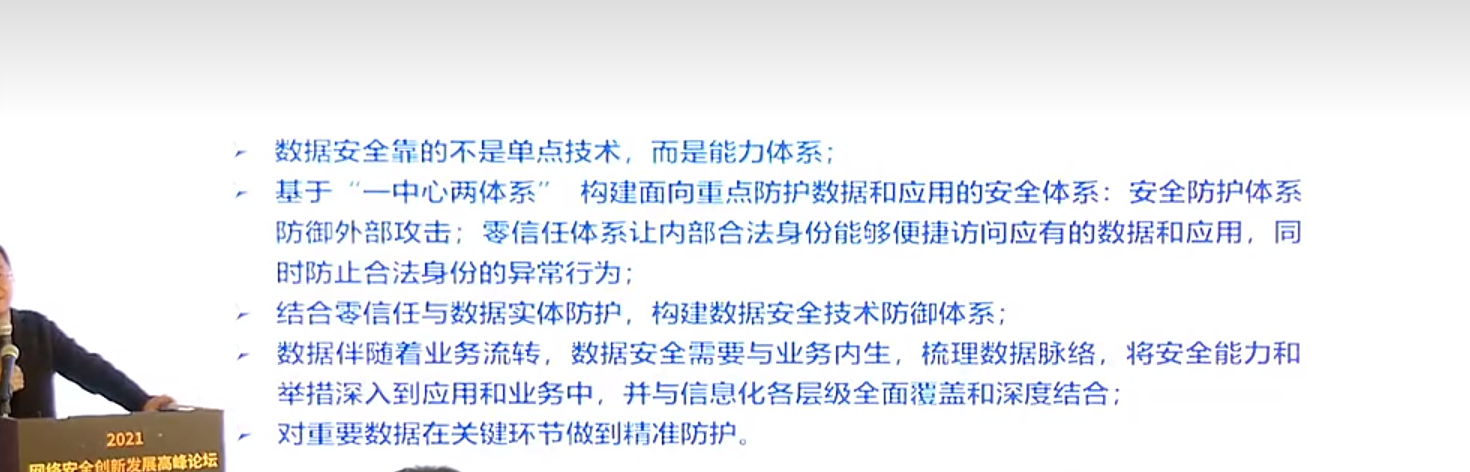 数据安全靠的不是单点技术，而是能力体系；
基于“一中心两体系” 构建面向重点防护数据和应用的安全体系：安全防护体系
防御外部攻击；零信任体系让内部合法身份能够便捷访问应有的数据和应用，同
时防止合法身份的异常行为；
结合零信任与数据实体防护，构建数据安全技术防御体系；
数据伴随着业务流转，数据安全需要与业务内生，梳理数据脉络，将安全能力和
举措深入到应用和业务中，并与信息化各层级全面覆盖和深度结合；
对重要数据在关键环节做到精准防护。
2021
网络安全创新发展高峰论坛